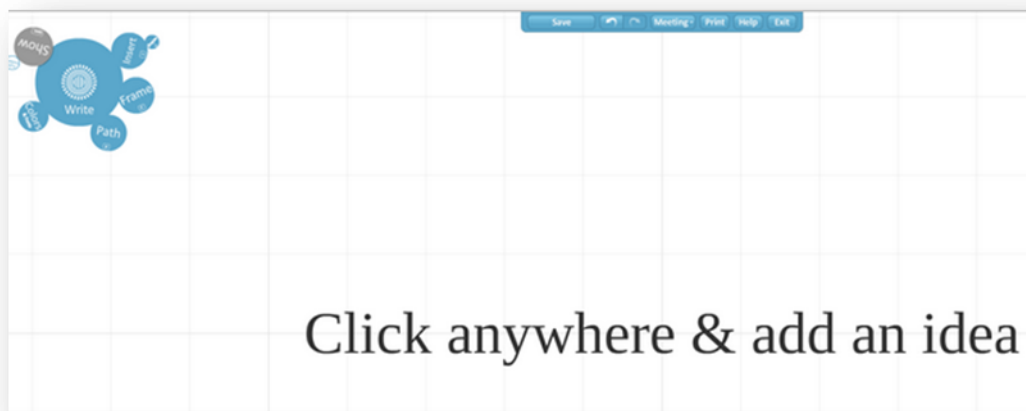 Save Meeting Print Help Exit
Show
Insert
Write
Frame
Colors
Path
Click anywhere & add an idea